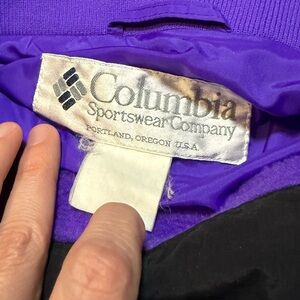 Columbia
Sportswear Company
PORTLAND, OREGON U.S.A.